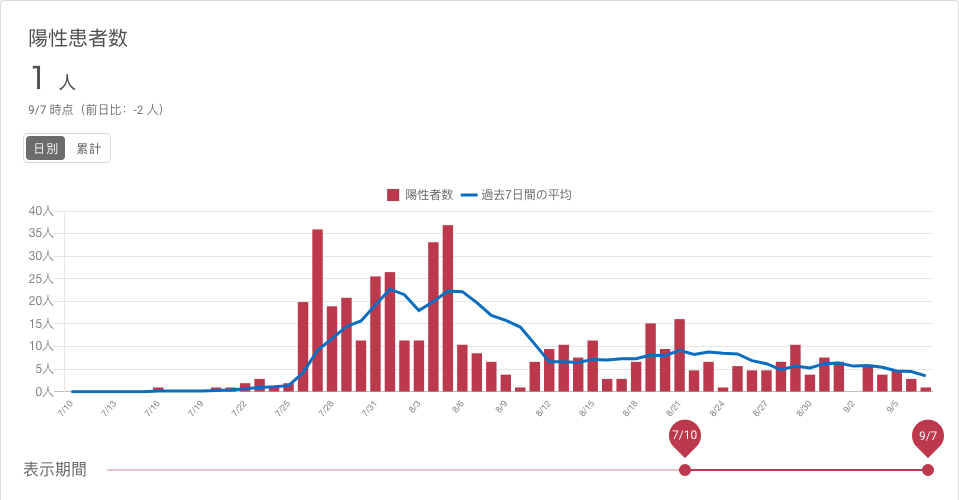 陽性患者数
1 人
9/7 時点（前日比：-2 人）
日別 累計
陽性者数 過去7日間の平均
40人
35人
30人
25人
20人
15人
10人
5人
0人
7/10 7/13 7/16 7/19 7/22 7/25 7/28 7/31 8/3 8/6 8/9 8/12 8/15 8/18 8/21 8/24 8/27 8/30 9/2 9/5
7/10 9/7
表示期間